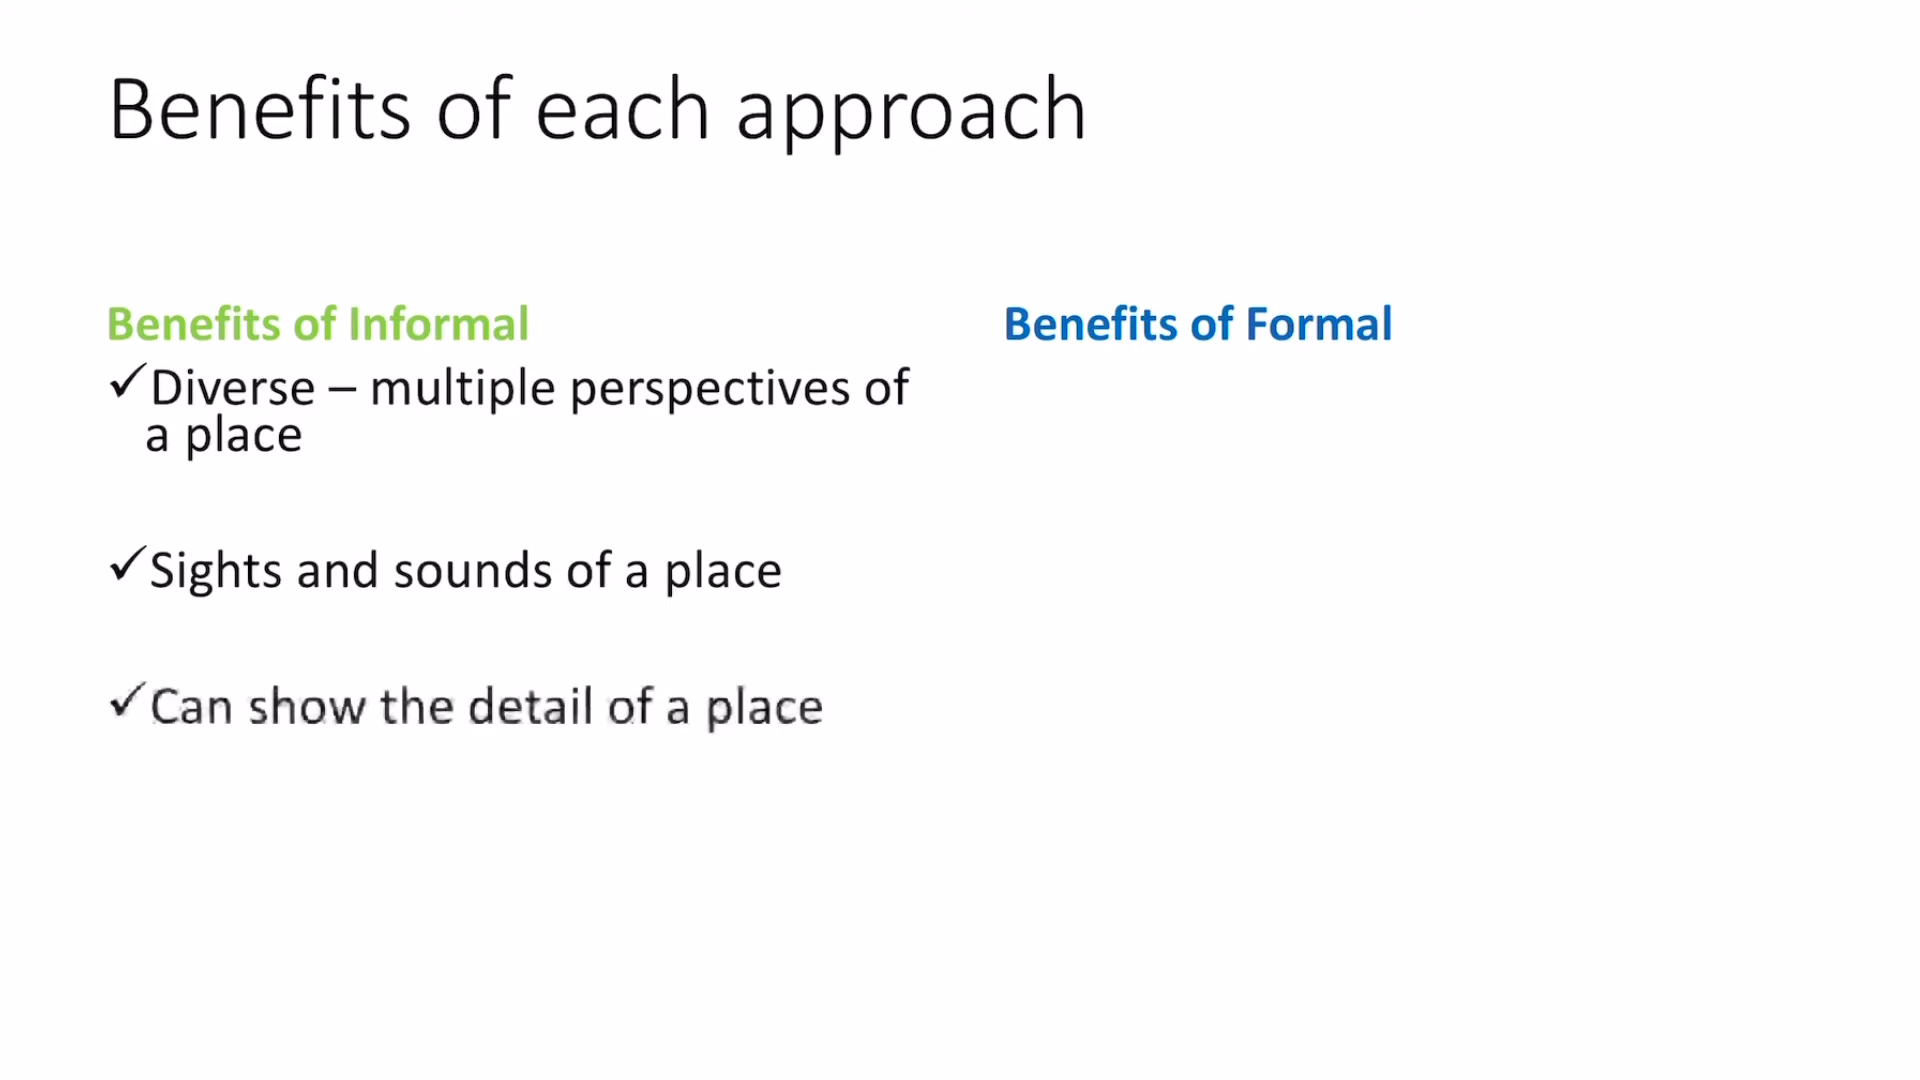 Benefits of each approach
Benefits of Informal
✓Diverse – multiple perspectives of
a place
✓Sights and sounds of a place
✓Can show the detail of a place
Benefits of Formal